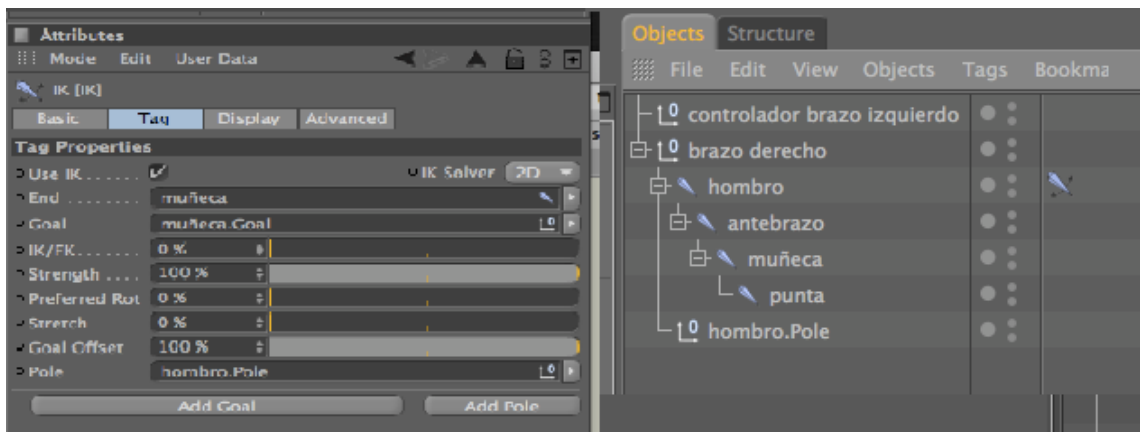 Attributes
Mode Edit User Data
IK [IK]
Basic Tag Display Advanced
Tag Properties
Use IK....... IK Solver 2D
End ........ muñeca
Goal muñeca.Goal
IK/FK....... 0 %
Strength .... 100 %
Preferred Rot 0 %
Stretch 0 %
Goal Offset 100 %
Pole hombro.Pole
Add Goal Add Pole
Objects Structure
File Edit View Objects Tags Bookma
controlador brazo izquierdo
brazo derecho
hombro
antebrazo
muñeca
punta
hombro.Pole